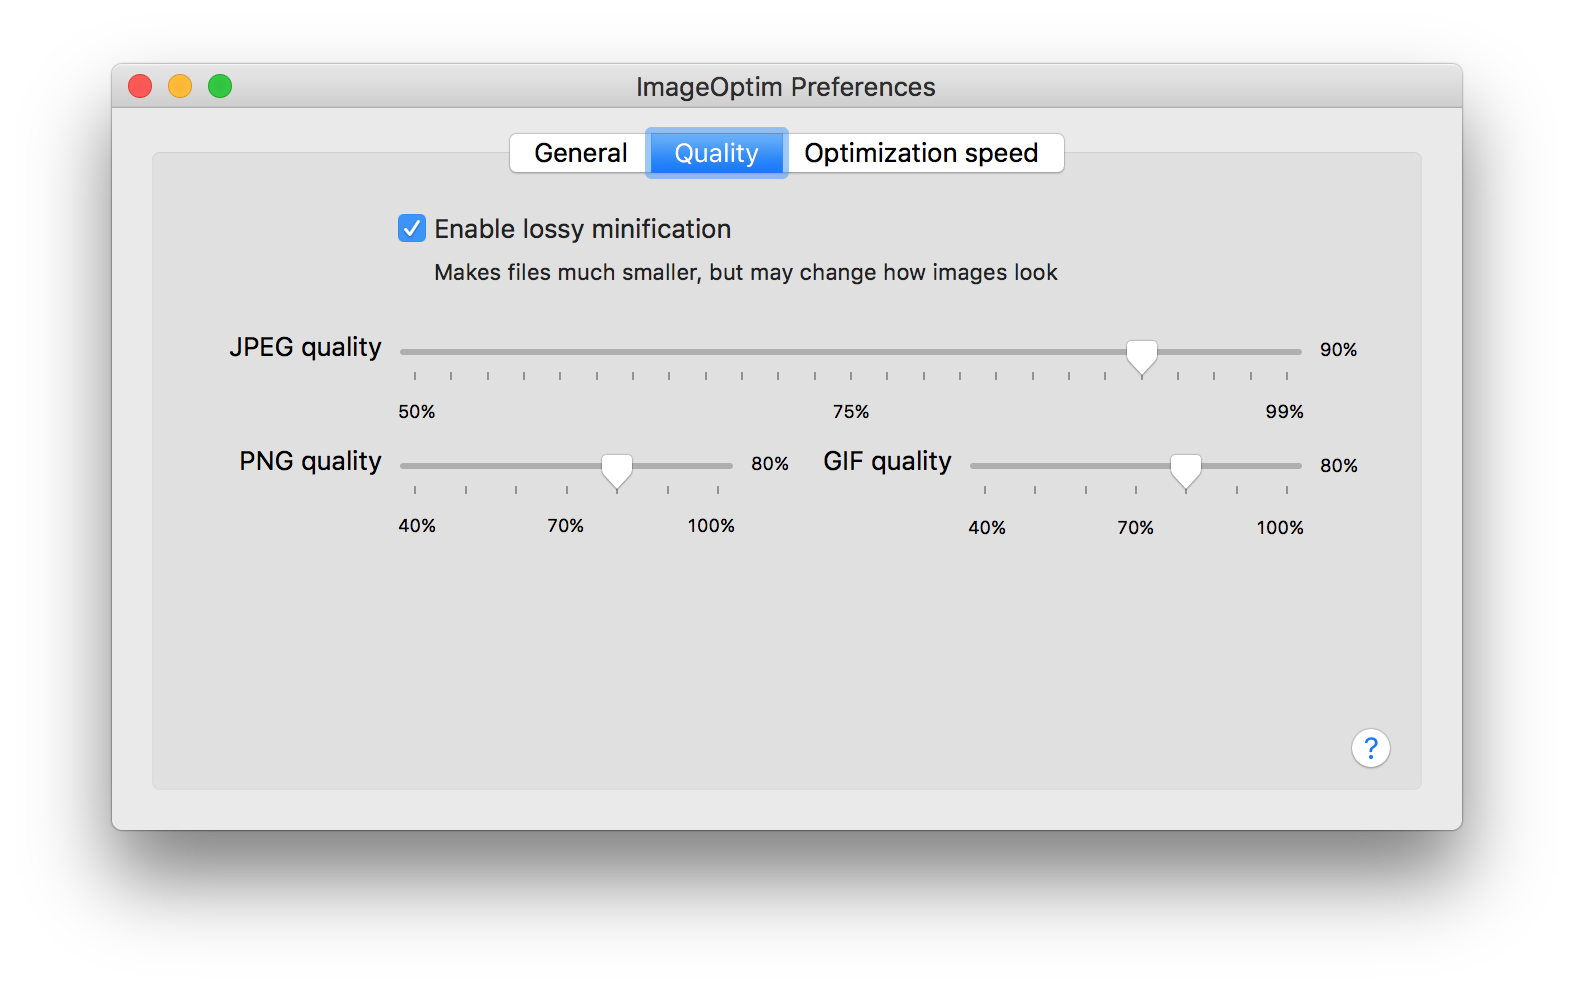 ImageOptim Preferences
General Quality Optimization speed
Enable lossy minification
Makes files much smaller, but may change how images look
JPEG quality 90%
50% 75% 99%
PNG quality 80% GIF quality 80%
40% 70% 100% 40% 70% 100%
?